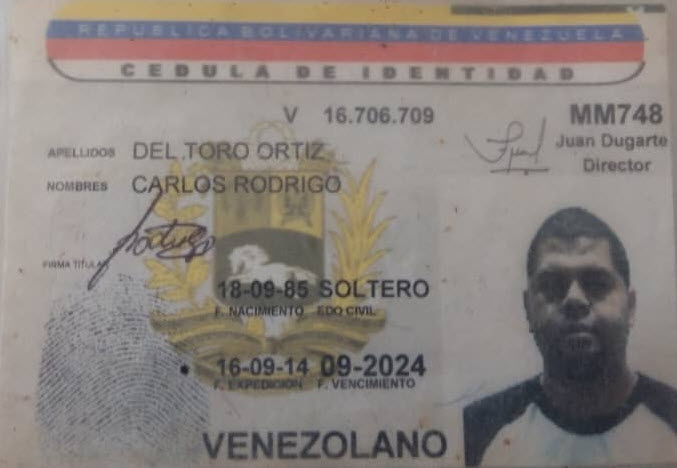 REPUBLICA BOLIVARIANA DE VENEZUELA
CEDULA DE IDENTIDAD
V 16.706.709
MM748
Juan Dugarte
Director
APELLIDOS DEL TORO ORTIZ
NOMBRES CARLOS RODRIGO
FIRMA TITULAR
18-09-85 SOLTERO
F. NACIMIENTO EDO CIVIL
16-09-14 09-2024
F. EXPEDICION F. VENCIMIENTO
VENEZOLANO